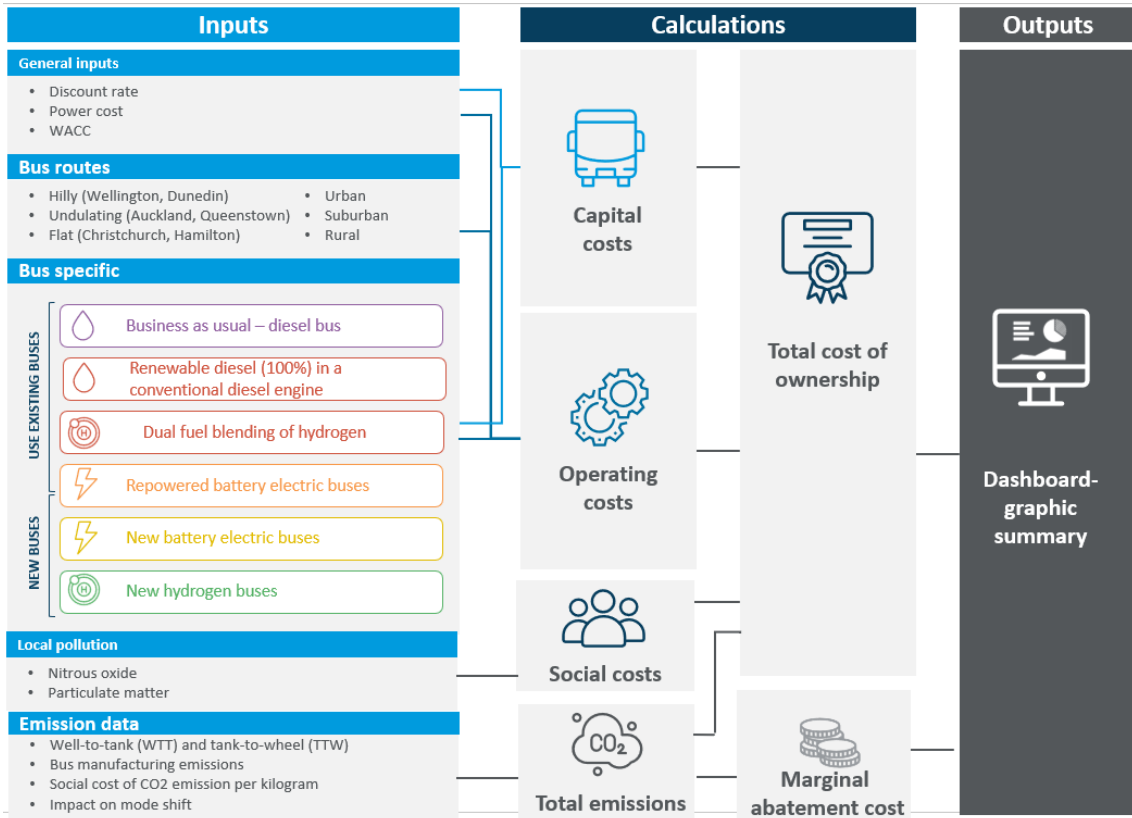 Inputs
General inputs
• Discount rate
• Power cost
• WACC
Bus routes
• Hilly (Wellington, Dunedin)
• Undulating (Auckland, Queenstown)
• Flat (Christchurch, Hamilton)
• Urban
• Suburban
• Rural
Bus specific
USE EXISTING BUSES
Business as usual – diesel bus
Renewable diesel (100%) in a
conventional diesel engine
H
Dual fuel blending of hydrogen
Repowered battery electric buses
NEW BUSES
New battery electric buses
H
New hydrogen buses
Local pollution
• Nitrous oxide
• Particulate matter
Emission data
• Well-to-tank (WTT) and tank-to-wheel (TTW)
• Bus manufacturing emissions
• Social cost of CO2 emission per kilogram
• Impact on mode shift
Calculations
Capital
costs
Operating
costs
Social costs
CO₂
Total emissions
Total cost of
ownership
Marginal
abatement cost
Outputs
Dashboard-
graphic
summary